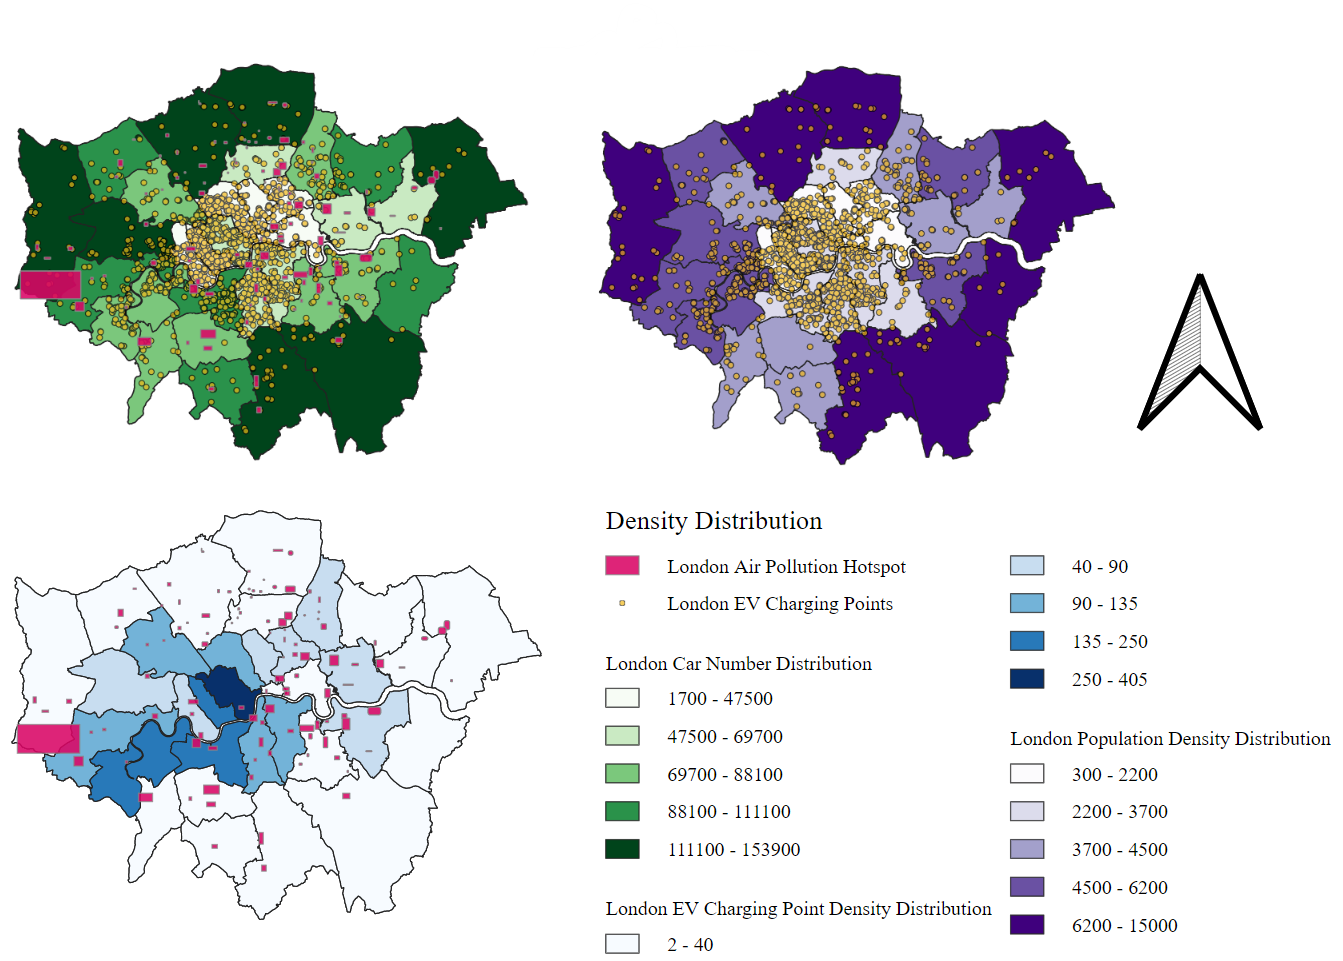 Density Distribution
London Air Pollution Hotspot
London EV Charging Points
London Car Number Distribution
1700 - 47500
47500 - 69700
69700 - 88100
88100 - 111100
111100 - 153900
London EV Charging Point Density Distribution
2 - 40
40 - 90
90 - 135
135 - 250
250 - 405
London Population Density Distribution
300 - 2200
2200 - 3700
3700 - 4500
4500 - 6200
6200 - 15000